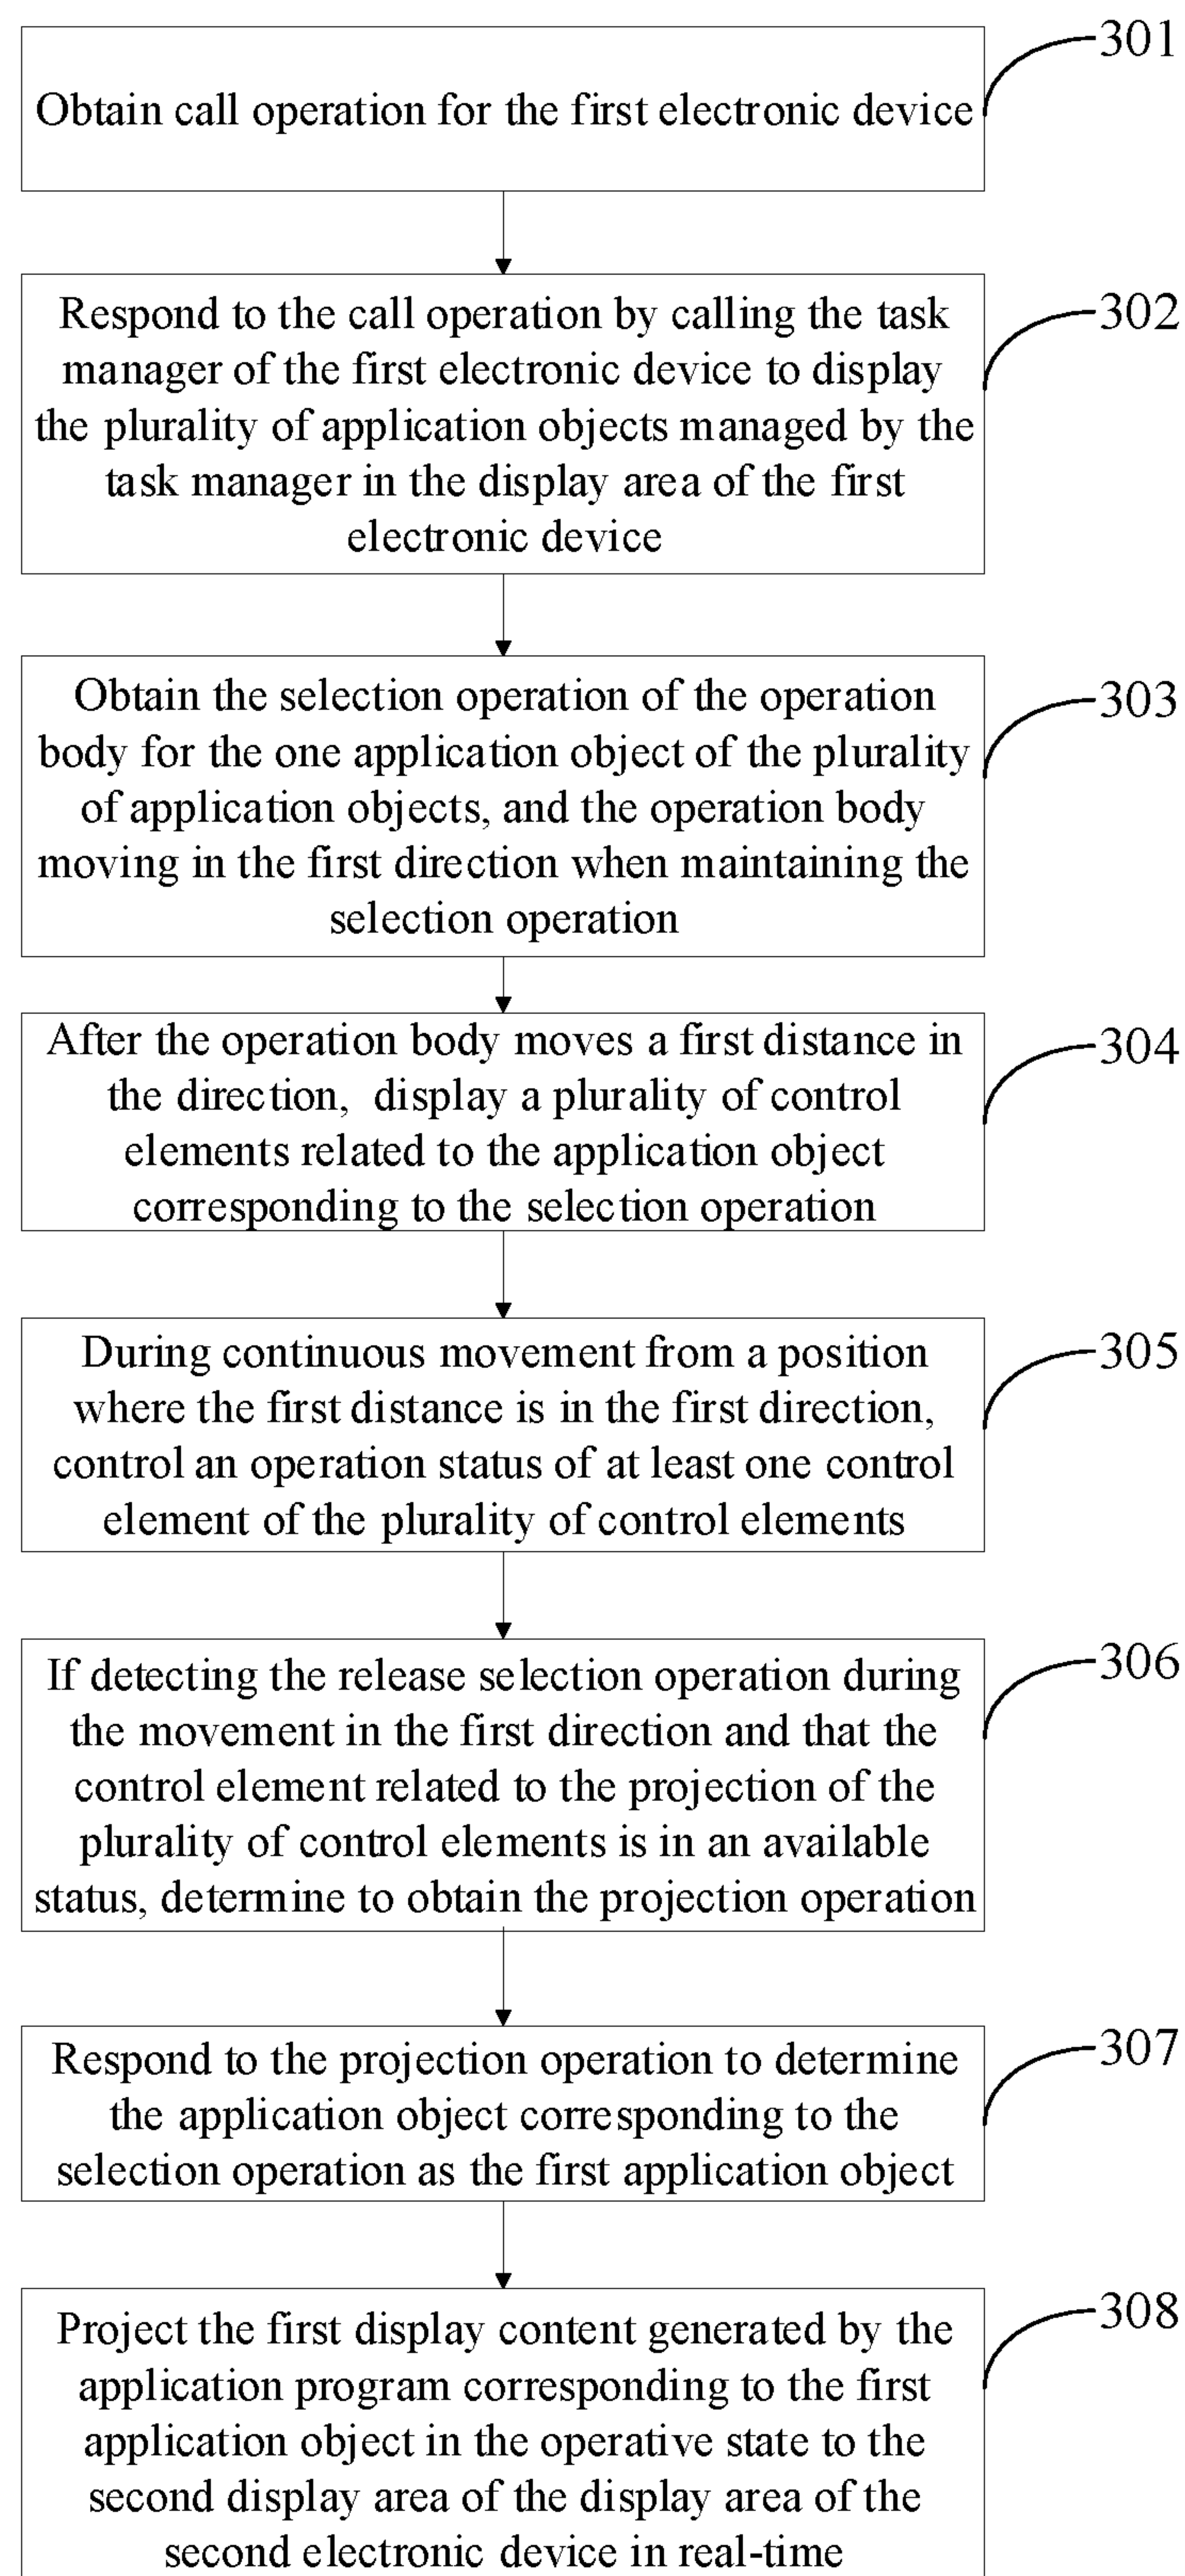 301
Obtain call operation for the first electronic device
302
Respond to the call operation by calling the task
manager of the first electronic device to display
the plurality of application objects managed by the
task manager in the display area of the first
electronic device
303
Obtain the selection operation of the operation
body for the one application object of the plurality
of application objects, and the operation body
moving in the first direction when maintaining the
selection operation
304
After the operation body moves a first distance in
the direction,  display a plurality of control
elements related to the application object
corresponding to the selection operation
305
During continuous movement from a position
where the first distance is in the first direction,
control an operation status of at least one control
element of the plurality of control elements
306
If detecting the release selection operation during
the movement in the first direction and that the
control element related to the projection of the
plurality of control elements is in an available
status, determine to obtain the projection operation
307
Respond to the projection operation to determine
the application object corresponding to the
selection operation as the first application object
308
Project the first display content generated by the
application program corresponding to the first
application object in the operative state to the
second display area of the display area of the
second electronic device in real-time